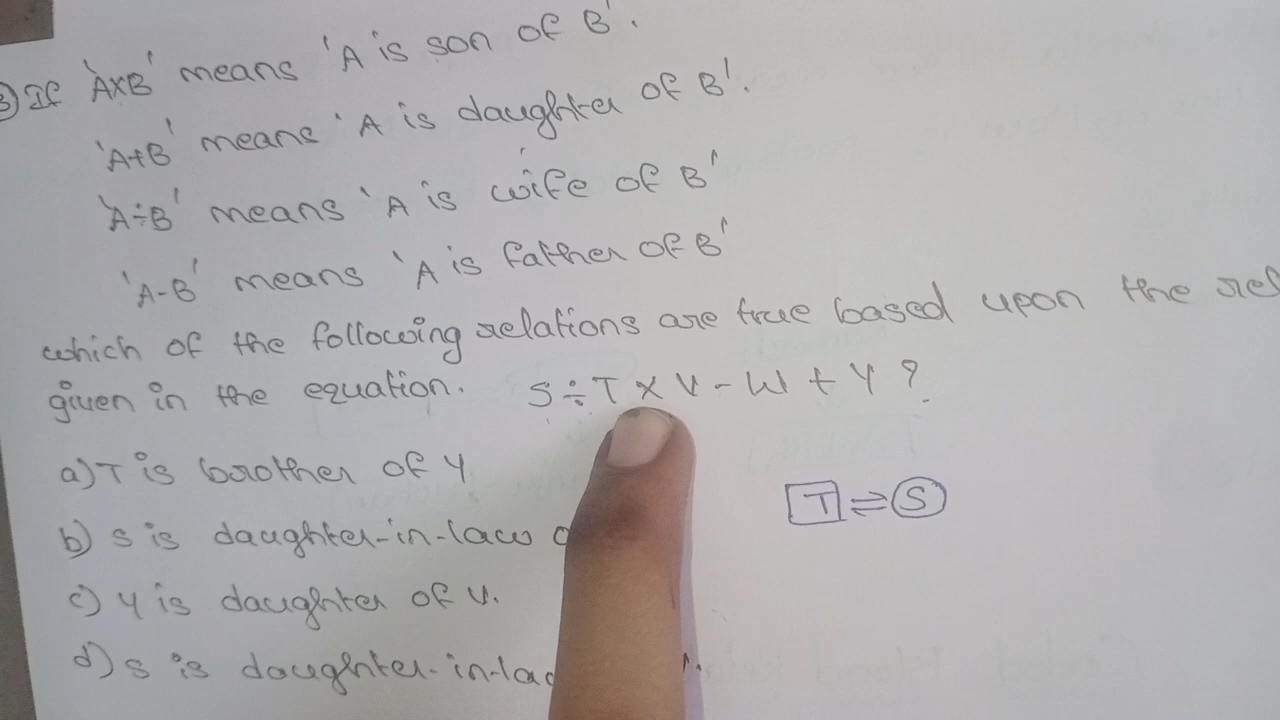 3) If 'A×B' means 'A is son of B'.
'A+B' means 'A is daughter of B'.
'A÷B' means 'A is wife of B'
'A-B' means 'A is father of B'
which of the following relations are true based upon the rel
given in the equation. S÷T×V-W+Y?
a) T is brother of Y
b) S is daughter-in-law
c) Y is daughter of V.
d) S is daughter-in-la
T ⇌ S